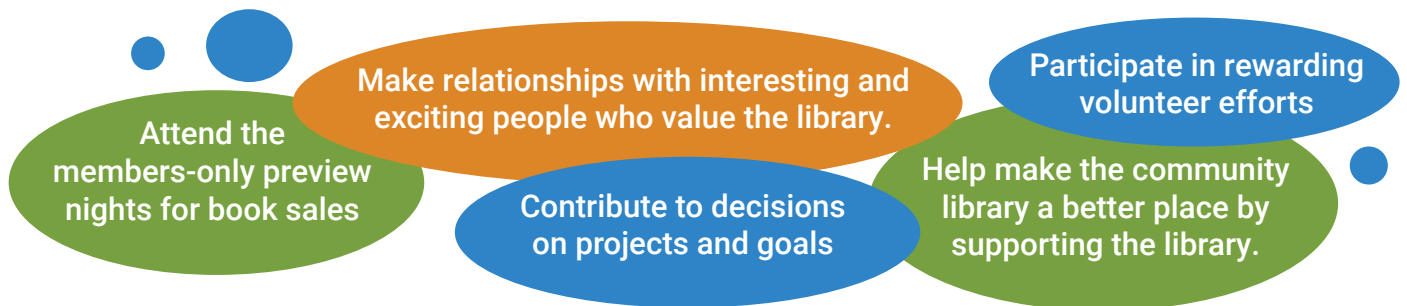 Attend the
members-only preview
nights for book sales
Make relationships with interesting and
exciting people who value the library.
Contribute to decisions
on projects and goals
Participate in rewarding
volunteer efforts
Help make the community
library a better place by
supporting the library.